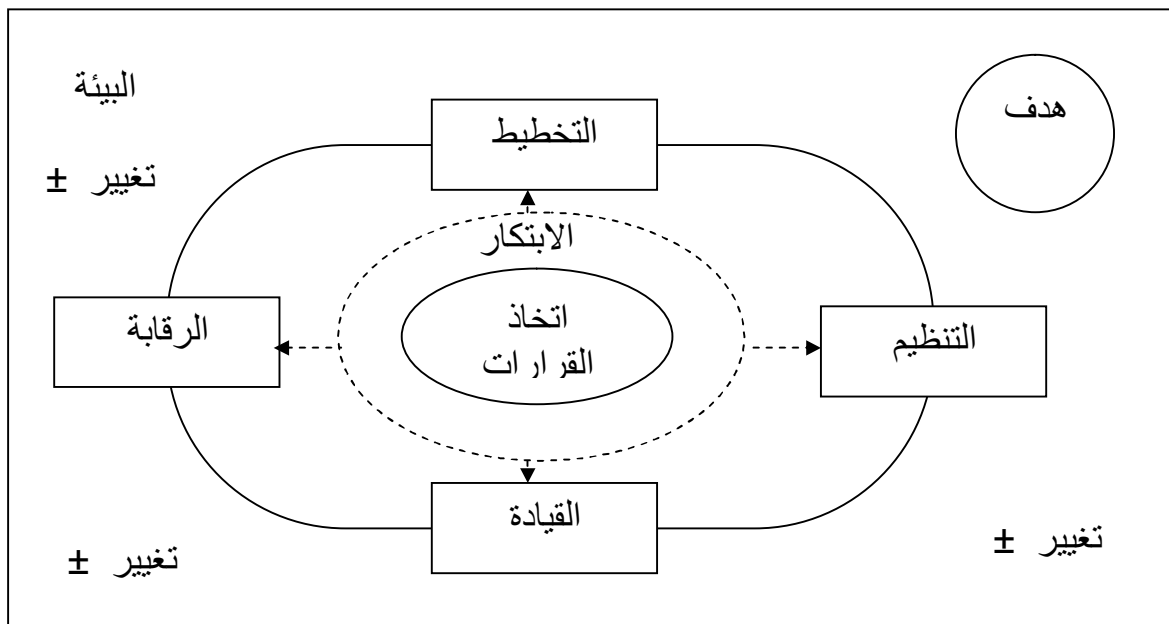 البيئة
هدف
التخطيط
تغيير ±
الابتكار
اتخاذ
القرارات
الرقابة
التنظيم
القيادة
تغيير ±
تغيير ±